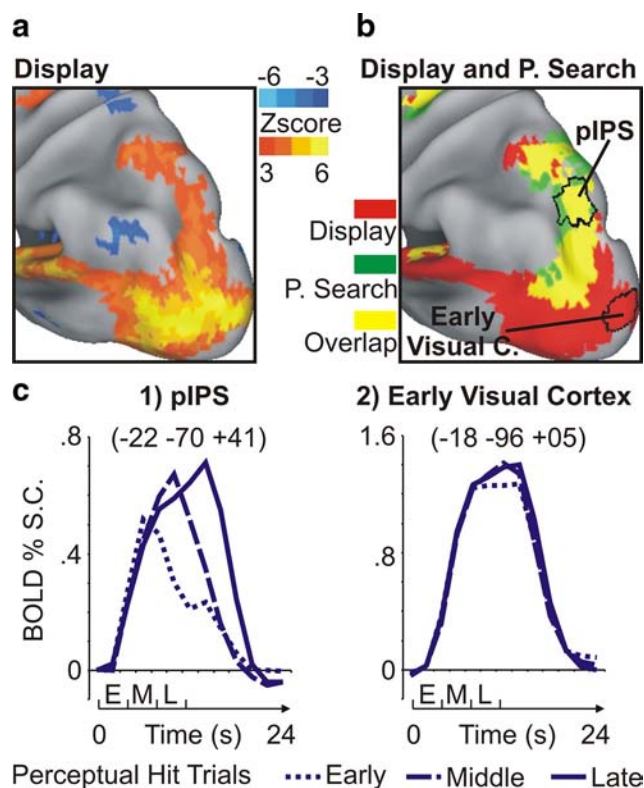 a
Display
-6 -3
Zscore
3 6
b
Display and P. Search
pIPS
Display
P. Search
Overlap
Early
Visual C.
c
1) pIPS
(-22 -70 +41)
BOLD % S.C.
.8
.4
0
E M L
0 Time (s) 24
2) Early Visual Cortex
(-18 -96 +05)
1.6
.8
0
E M L
0 Time (s) 24
Perceptual Hit Trials Early Middle Late